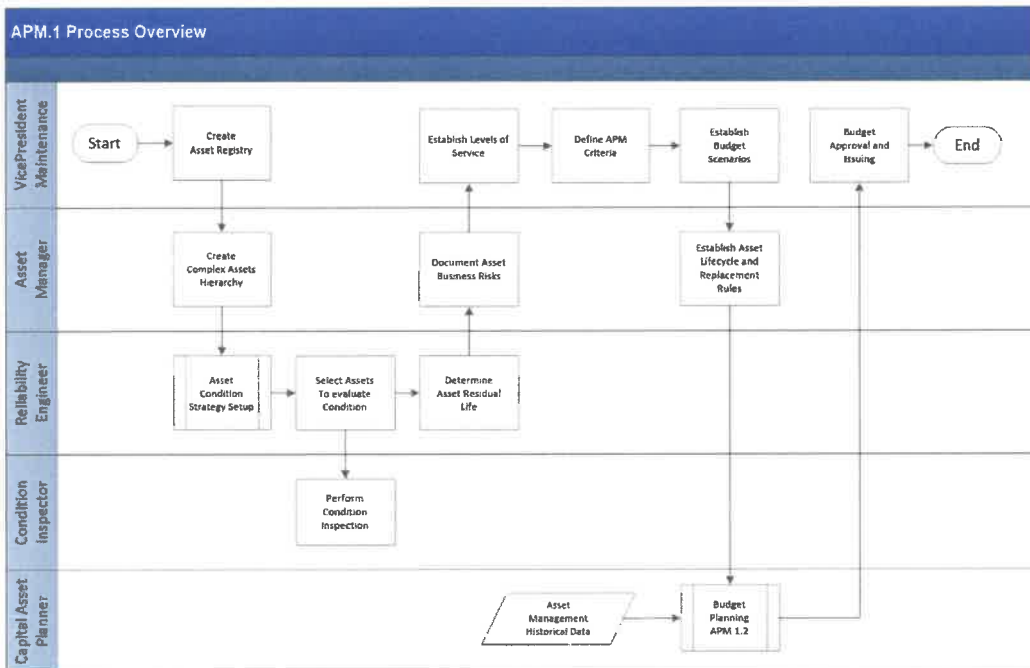 APM.1 Process Overview
VicePresident
Maintenance
Start
Create
Asset Registry
Establish Levels of
Service
Define APM
Criteria
Establish
Budget
Scenarios
Budget
Approval and
Issuing
End
Asset
Manager
Create
Complex Assets
Hierarchy
Document Asset
Business Risks
Establish Asset
Lifecycle and
Replacement
Rules
Reliability
Engineer
Asset
Condition
Strategy Setup
Select Assets
To evaluate
Condition
Determine
Asset Residual
Life
Condition
Inspector
Perform
Condition
Inspection
Capital Asset
Planner
Asset
Management
Historical Data
Budget
Planning
APM 1.2